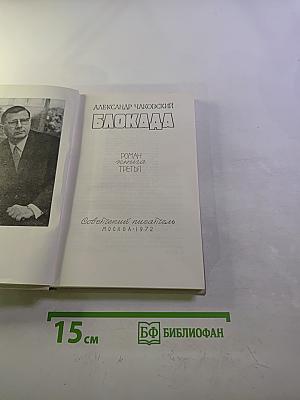 АЛЕКСАНДР ЧАКОВСКИЙ
БЛОКАДА
РОМАН
книга
ТРЕТЬЯ
Советский писатель
МОСКВА·1972
15 см
БФ БИБЛИОФАН